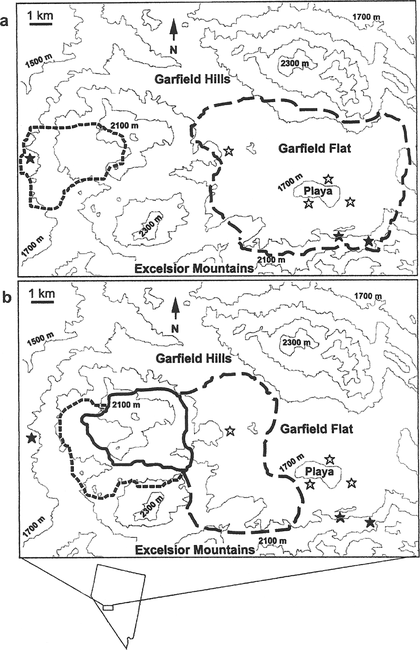 a
1 km
N
1700 m
1500 m
2300 m
Garfield Hills
2100 m
Garfield Flat
1700 m
Playa
2300 m
1700 m
2100 m
Excelsior Mountains
b
1 km
N
1700 m
1500 m
2300 m
Garfield Hills
2100 m
Garfield Flat
1700 m
Playa
2300 m
1700 m
2100 m
Excelsior Mountains